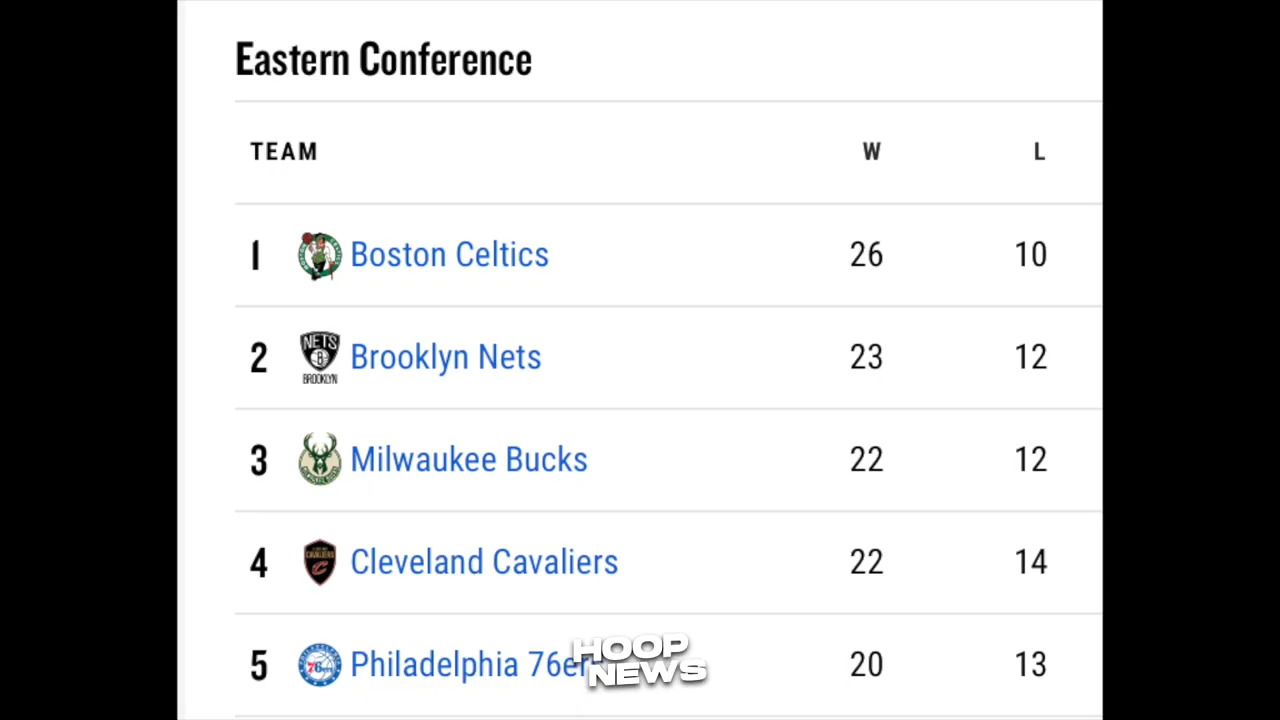 Eastern Conference
TEAM W L
1 Boston Celtics 26 10
2 NETS BROOKLYN Brooklyn Nets 23 12
3 Milwaukee Bucks 22 12
4 CAVALIERS C Cleveland Cavaliers 22 14
5 76ers Philadelphia 76er 20 13
HOOP
NEWS